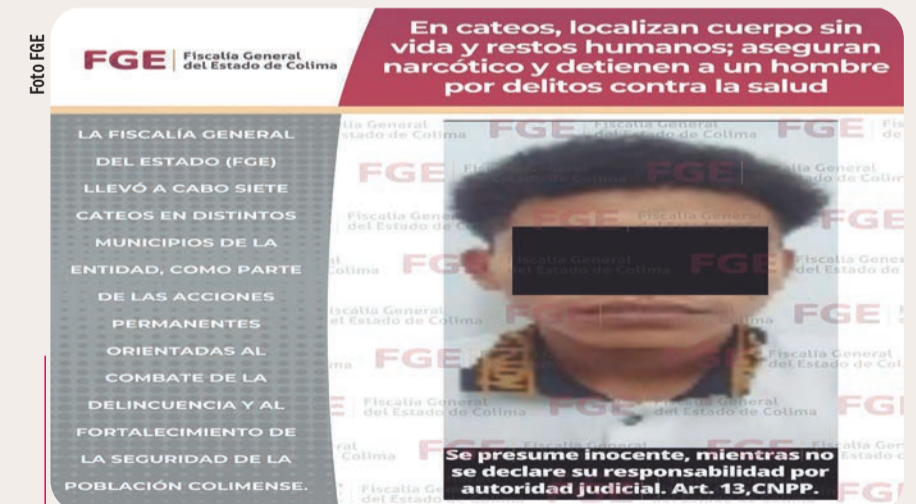 Foto FGE
FGE Fiscalía General
del Estado de Colima
En cateos, localizan cuerpo sin
vida y restos humanos; aseguran
narcótico y detienen a un hombre
por delitos contra la salud
LA FISCALÍA GENERAL
DEL ESTADO (FGE)
LLEVÓ A CABO SIETE
CATEOS EN DISTINTOS
MUNICIPIOS DE LA
ENTIDAD, COMO PARTE
DE LAS ACCIONES
PERMANENTES
ORIENTADAS AL
COMBATE DE LA
DELINCUENCIA Y AL
FORTALECIMIENTO DE
LA SEGURIDAD DE LA
POBLACIÓN COLIMENSE.
Se presume inocente, mientras no
se declare su responsabilidad por
autoridad judicial. Art. 13,CNPP.